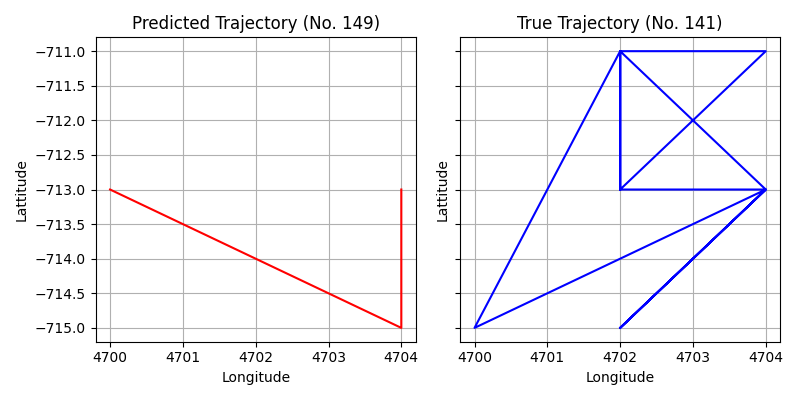 Predicted Trajectory (No. 149)
True Trajectory (No. 141)
−711.0
−711.5
−712.0
−712.5
−713.0
−713.5
−714.0
−714.5
−715.0
Lattitude
Lattitude
4700 4701 4702 4703 4704
4700 4701 4702 4703 4704
Longitude
Longitude